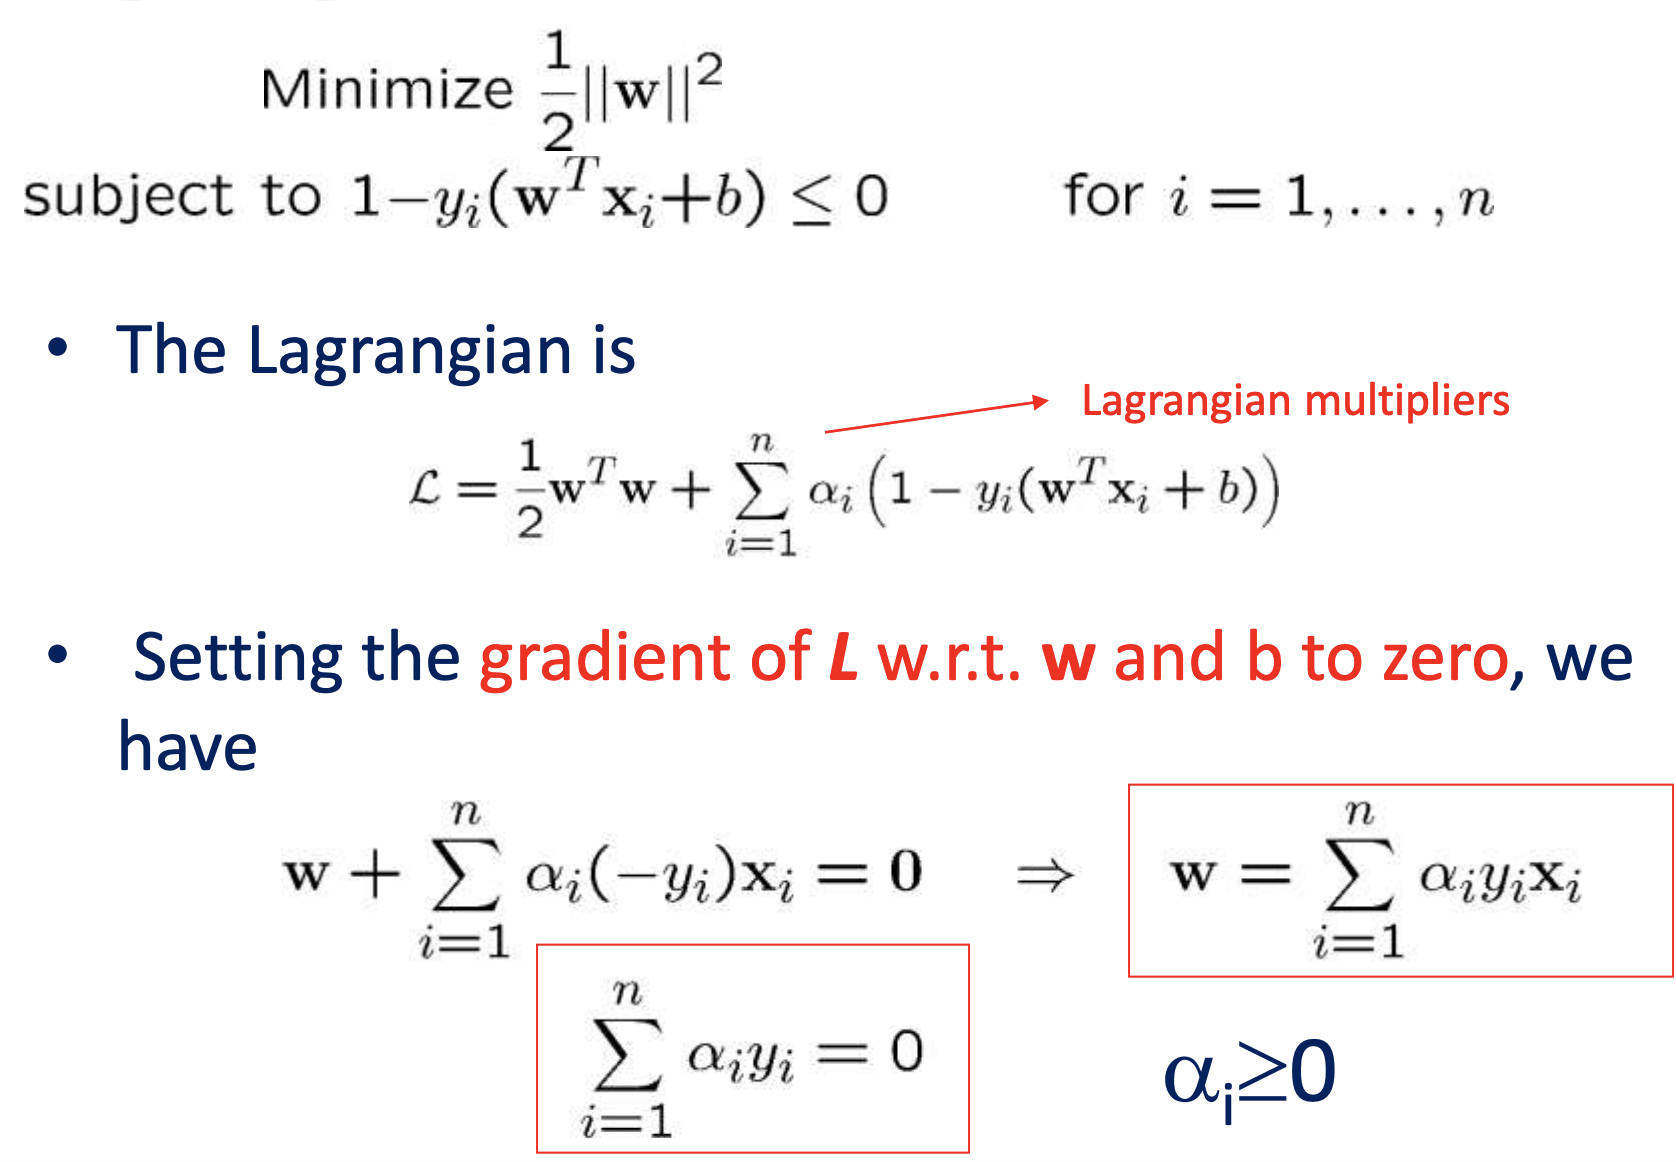 Minimize \frac{1}{2}||\mathbf{w}||^2
subject to 1-y_i(\mathbf{w}^T\mathbf{x}_i+b) \leq 0 for i = 1, \ldots, n
• The Lagrangian is
Lagrangian multipliers
\mathcal{L} = \frac{1}{2}\mathbf{w}^T\mathbf{w} + \sum_{i=1}^{n} \alpha_i \left(1 - y_i(\mathbf{w}^T\mathbf{x}_i + b)\right)
• Setting the gradient of L w.r.t. w and b to zero, we
have
\mathbf{w} + \sum_{i=1}^{n} \alpha_i(-y_i)\mathbf{x}_i = \mathbf{0} \Rightarrow \mathbf{w} = \sum_{i=1}^{n} \alpha_i y_i \mathbf{x}_i
\sum_{i=1}^{n} \alpha_i y_i = 0 α_i≥0